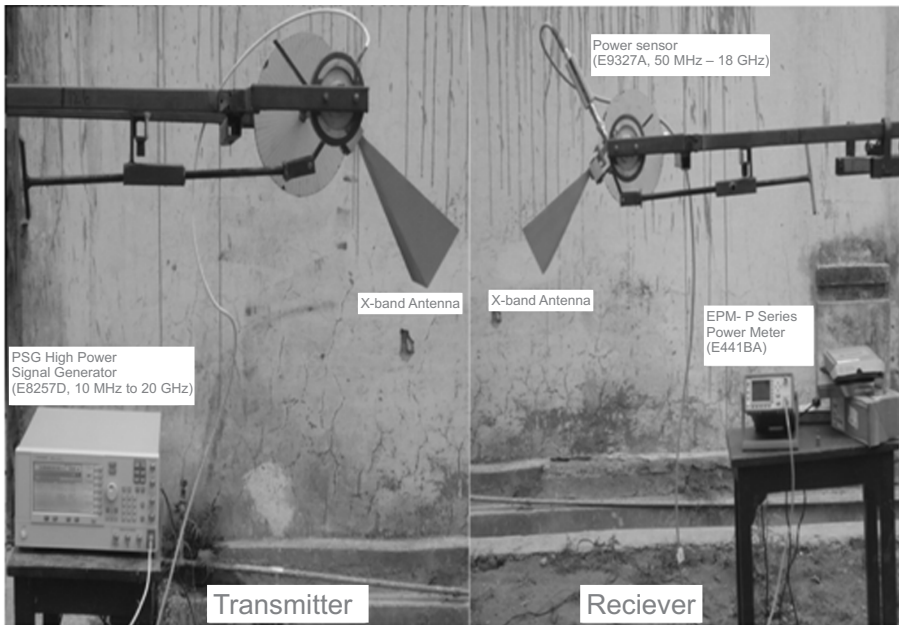 Power sensor
(E9327A, 50 MHz – 18 GHz)
X-band Antenna
X-band Antenna
EPM- P Series
Power Meter
(E441BA)
PSG High Power
Signal Generator
(E8257D, 10 MHz to 20 GHz)
Transmitter
Reciever